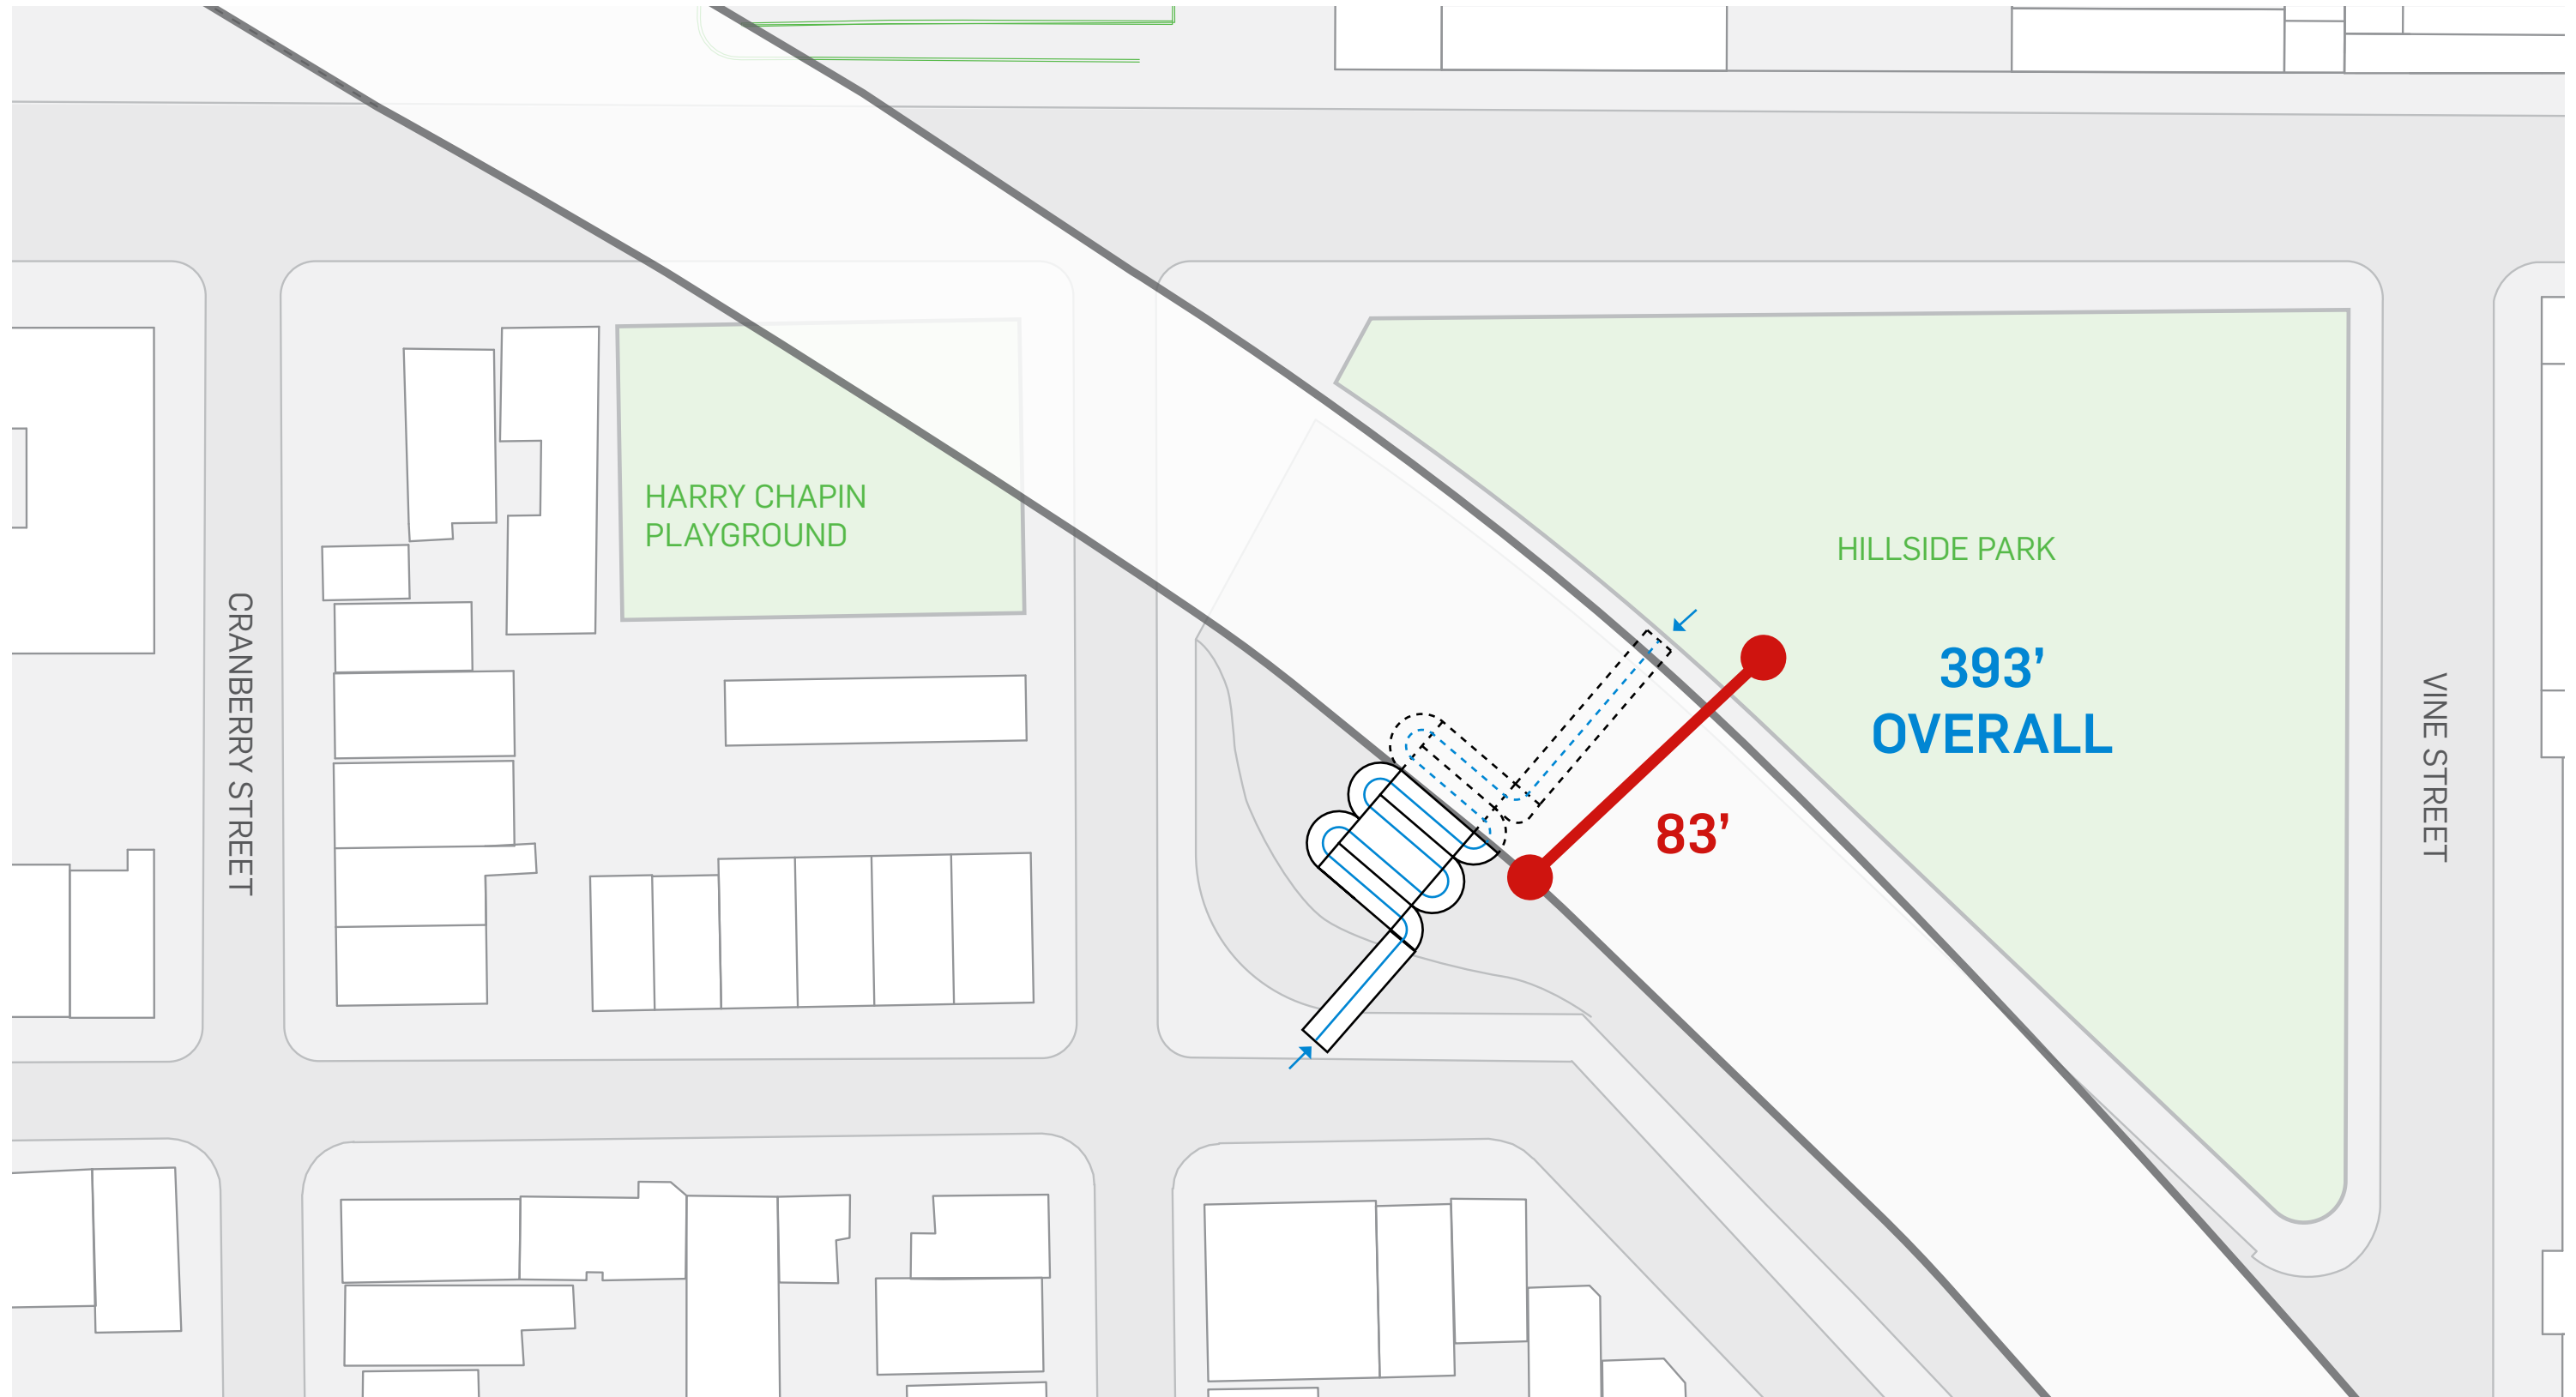 HARRY CHAPIN
PLAYGROUND
HILLSIDE PARK
393’
OVERALL
83’
CRANBERRY STREET
VINE STREET